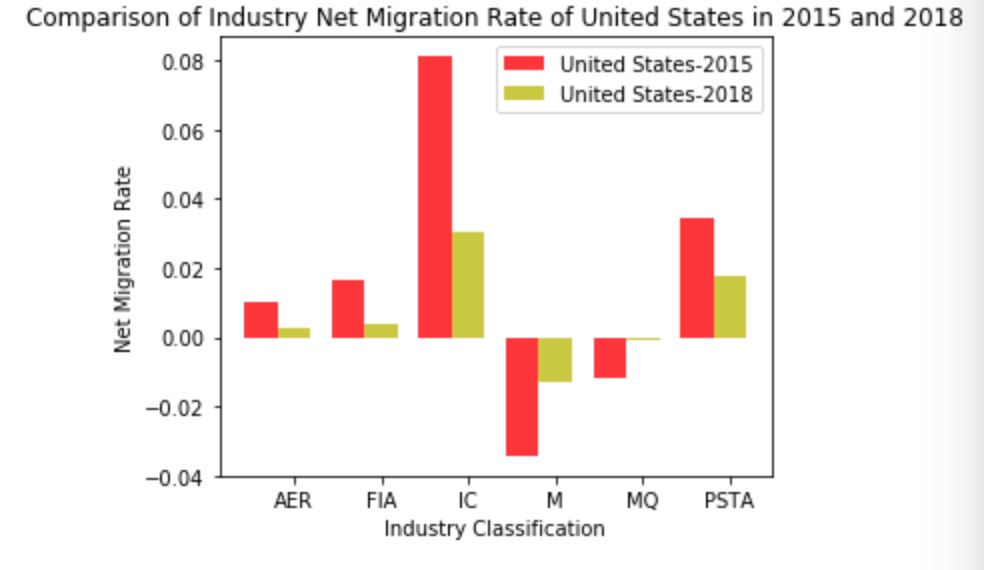 Comparison of Industry Net Migration Rate of United States in 2015 and 2018
United States-2015
United States-2018
0.08
0.06
0.04
0.02
0.00
−0.02
−0.04
Net Migration Rate
AER FIA IC M MQ PSTA
Industry Classification